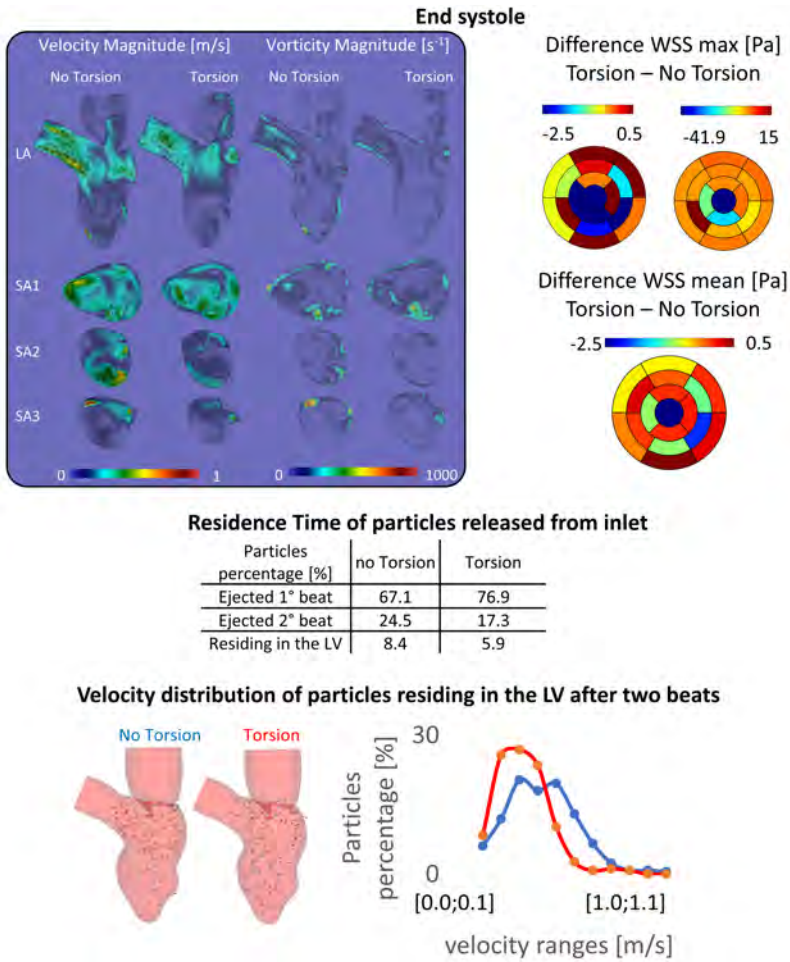 End systole
Velocity Magnitude [m/s]
Vorticity Magnitude [s⁻¹]
No Torsion
Torsion
No Torsion
Torsion
LA
SA1
SA2
SA3
0
1
0
1000
Difference WSS max [Pa]
Torsion – No Torsion
-2.5
0.5
-41.9
15
Difference WSS mean [Pa]
Torsion – No Torsion
-2.5
0.5
Residence Time of particles released from inlet
Particles
percentage [%]
no Torsion
Torsion
Ejected 1° beat
67.1
76.9
Ejected 2° beat
24.5
17.3
Residing in the LV
8.4
5.9
Velocity distribution of particles residing in the LV after two beats
No Torsion
Torsion
Particles
percentage [%]
30
0
[0.0;0.1]
[1.0;1.1]
velocity ranges [m/s]